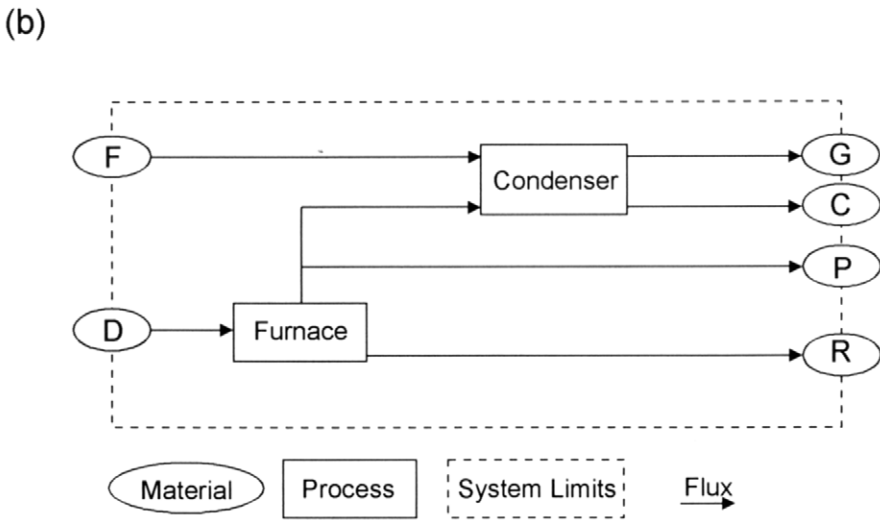 (b)
F
G
Condenser
C
P
D
Furnace
R
Material
Process
System Limits
Flux